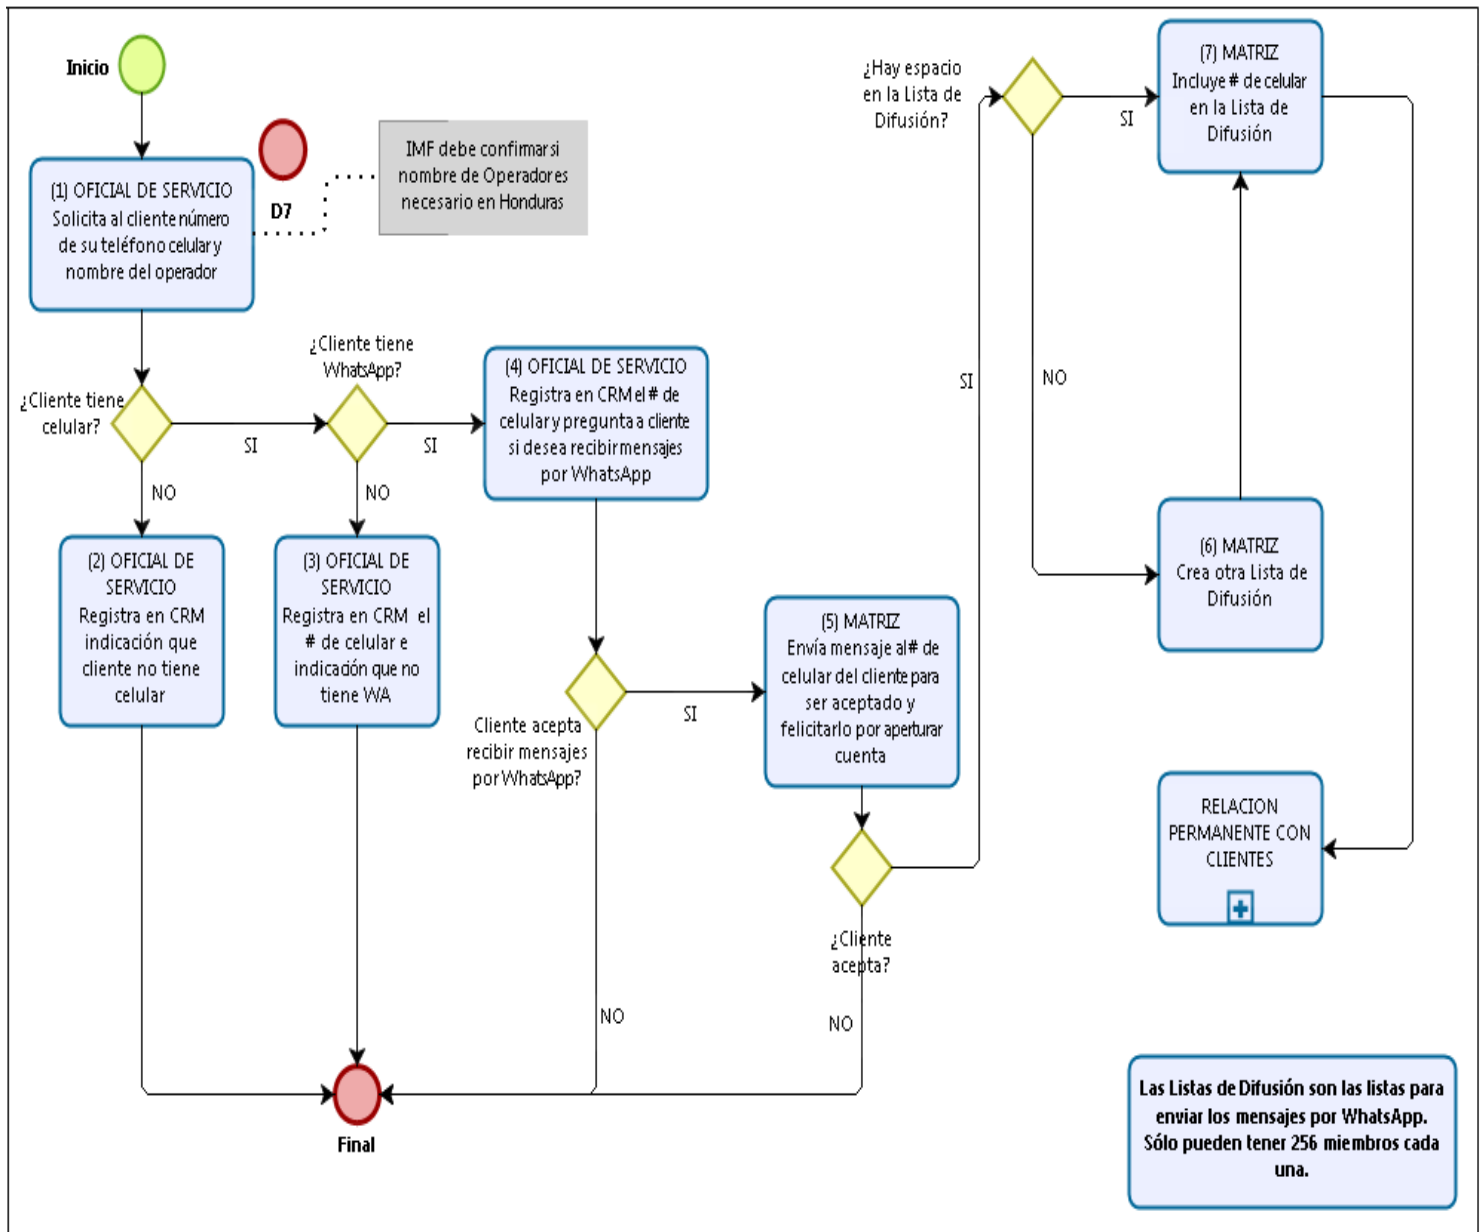 Inicio
(1) OFICIAL DE SERVICIO
Solicita al cliente número
de su teléfono celular y
nombre del operador
D7
IMF debe confirmar si
nombre de Operadores
necesario en Honduras
¿Cliente tiene
celular?
SI
NO
¿Cliente tiene
WhatsApp?
SI
NO
(2) OFICIAL DE
SERVICIO
Registra en CRM
indicación que
cliente no tiene
celular
(3) OFICIAL DE
SERVICIO
Registra en CRM el
# de celular e
indicación que no
tiene WA
(4) OFICIAL DE SERVICIO
Registra en CRM el # de
celular y pregunta a cliente
si desea recibir mensajes
por WhatsApp
Cliente acepta
recibir mensajes
por WhatsApp?
SI
NO
(5) MATRIZ
Envía mensaje al # de
celular del cliente para
ser aceptado y
felicitarlo por aperturar
cuenta
¿Cliente
acepta?
NO
SI
Final
¿Hay espacio
en la Lista de
Difusión?
SI
NO
(7) MATRIZ
Incluye # de celular
en la Lista de
Difusión
(6) MATRIZ
Crea otra Lista de
Difusión
RELACION
PERMANENTE CON
CLIENTES
Las Listas de Difusión son las listas para
enviar los mensajes por WhatsApp.
Sólo pueden tener 256 miembros cada
una.